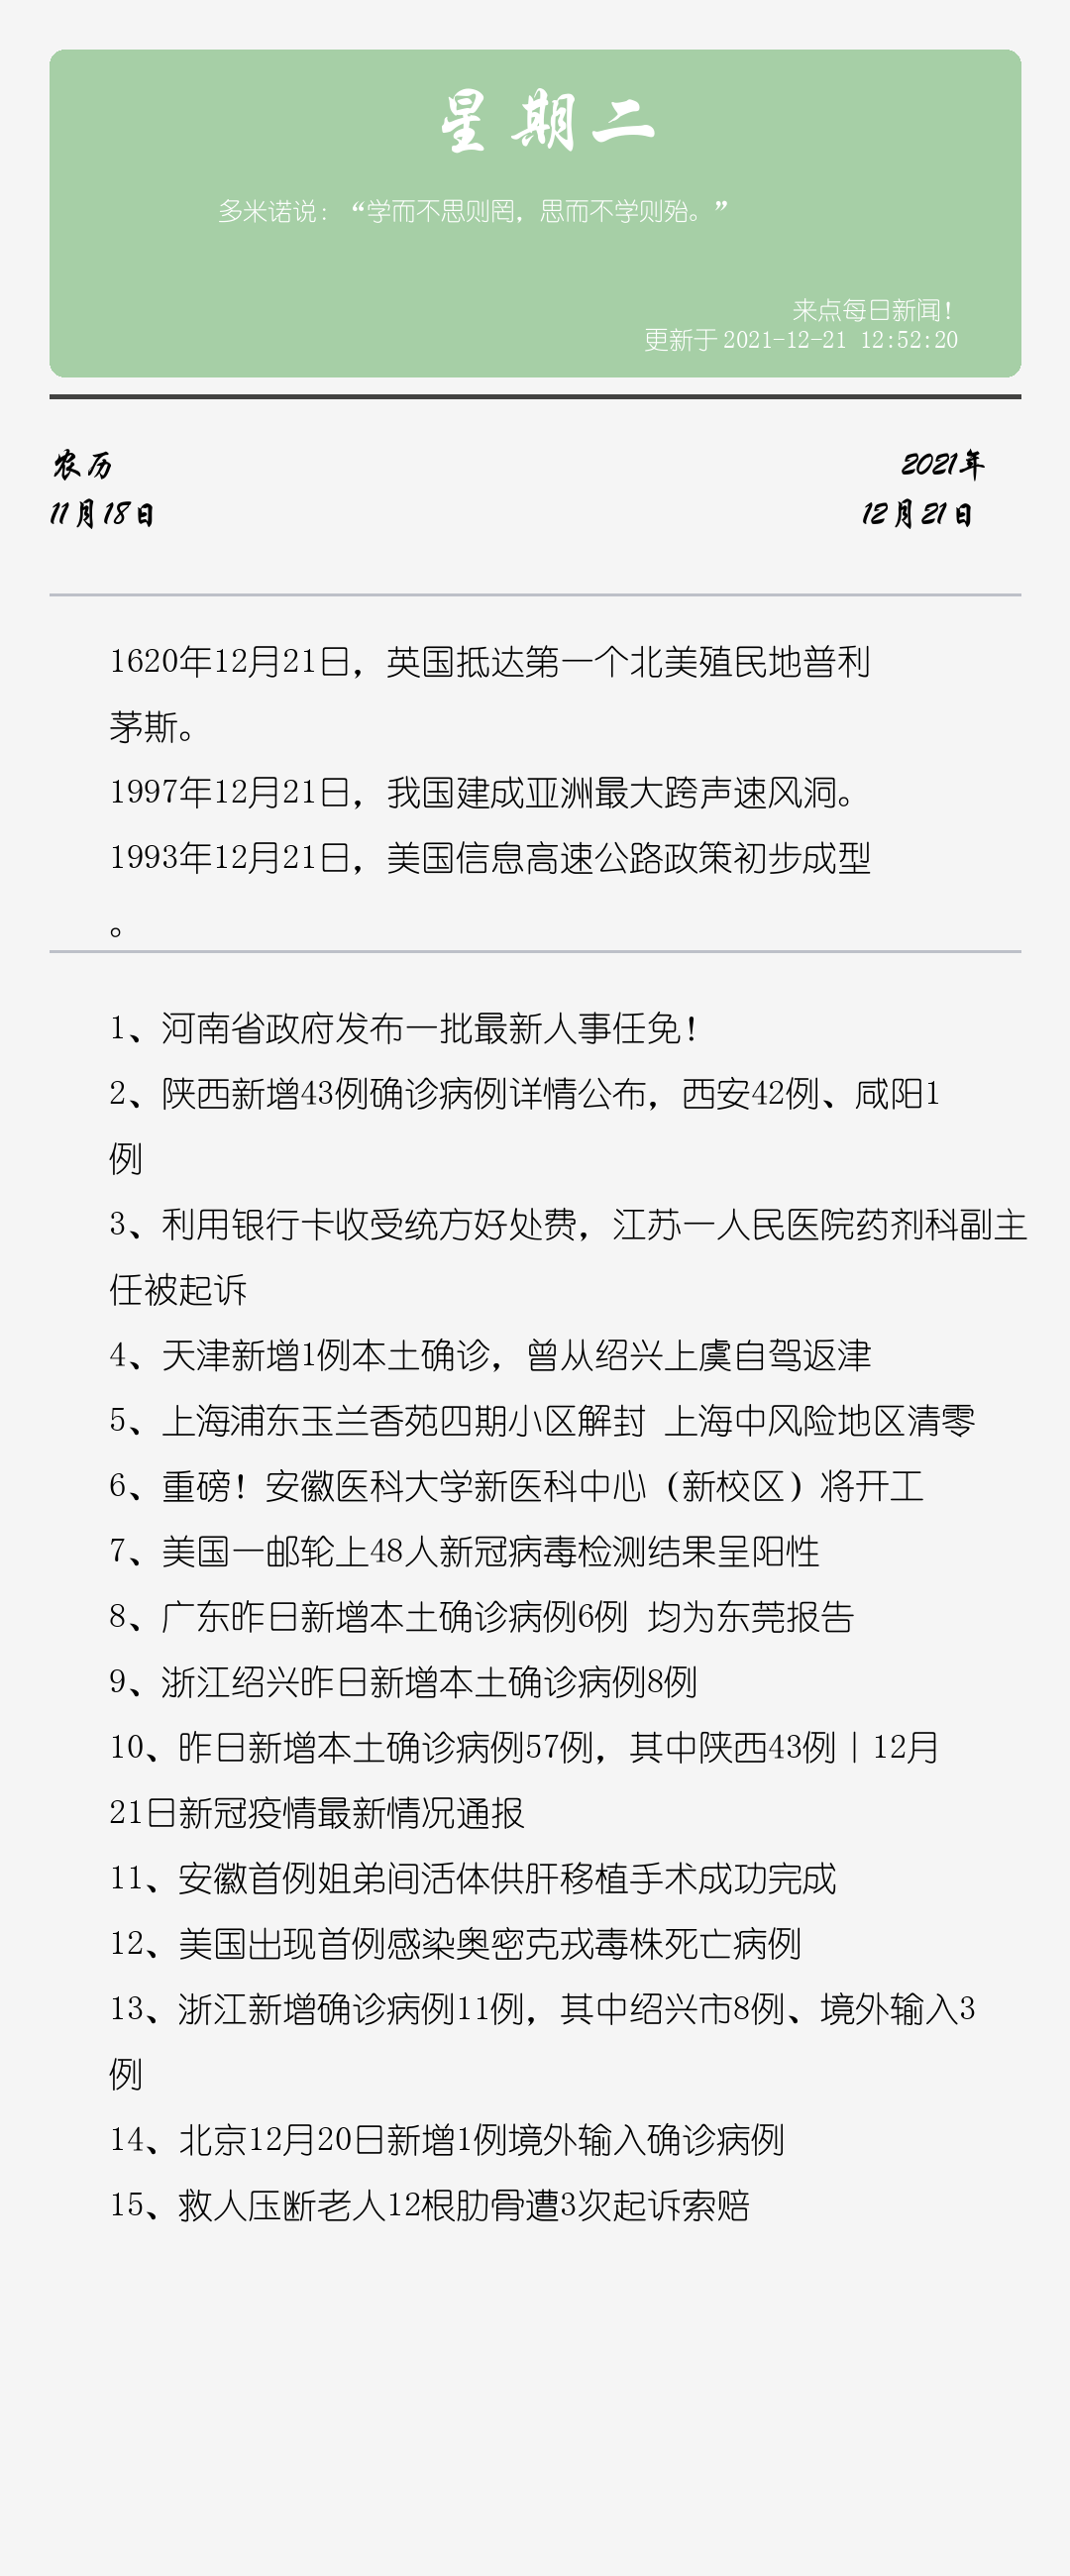 星期二
多米诺说：“学而不思则罔，思而不学则殆。”
来点每日新闻！
更新于 2021-12-21 12:52:20
农历
2021年
11月18日
12月21日
1620年12月21日，英国抵达第一个北美殖民地普利
茅斯。
1997年12月21日，我国建成亚洲最大跨声速风洞。
1993年12月21日，美国信息高速公路政策初步成型
。
1、河南省政府发布一批最新人事任免！
2、陕西新增43例确诊病例详情公布，西安42例、咸阳1
例
3、利用银行卡收受统方好处费，江苏一人民医院药剂科副主
任被起诉
4、天津新增1例本土确诊，曾从绍兴上虞自驾返津
5、上海浦东玉兰香苑四期小区解封 上海中风险地区清零
6、重磅！安徽医科大学新医科中心（新校区）将开工
7、美国一邮轮上48人新冠病毒检测结果呈阳性
8、广东昨日新增本土确诊病例6例 均为东莞报告
9、浙江绍兴昨日新增本土确诊病例8例
10、昨日新增本土确诊病例57例，其中陕西43例丨12月
21日新冠疫情最新情况通报
11、安徽首例姐弟间活体供肝移植手术成功完成
12、美国出现首例感染奥密克戎毒株死亡病例
13、浙江新增确诊病例11例，其中绍兴市8例、境外输入3
例
14、北京12月20日新增1例境外输入确诊病例
15、救人压断老人12根肋骨遭3次起诉索赔